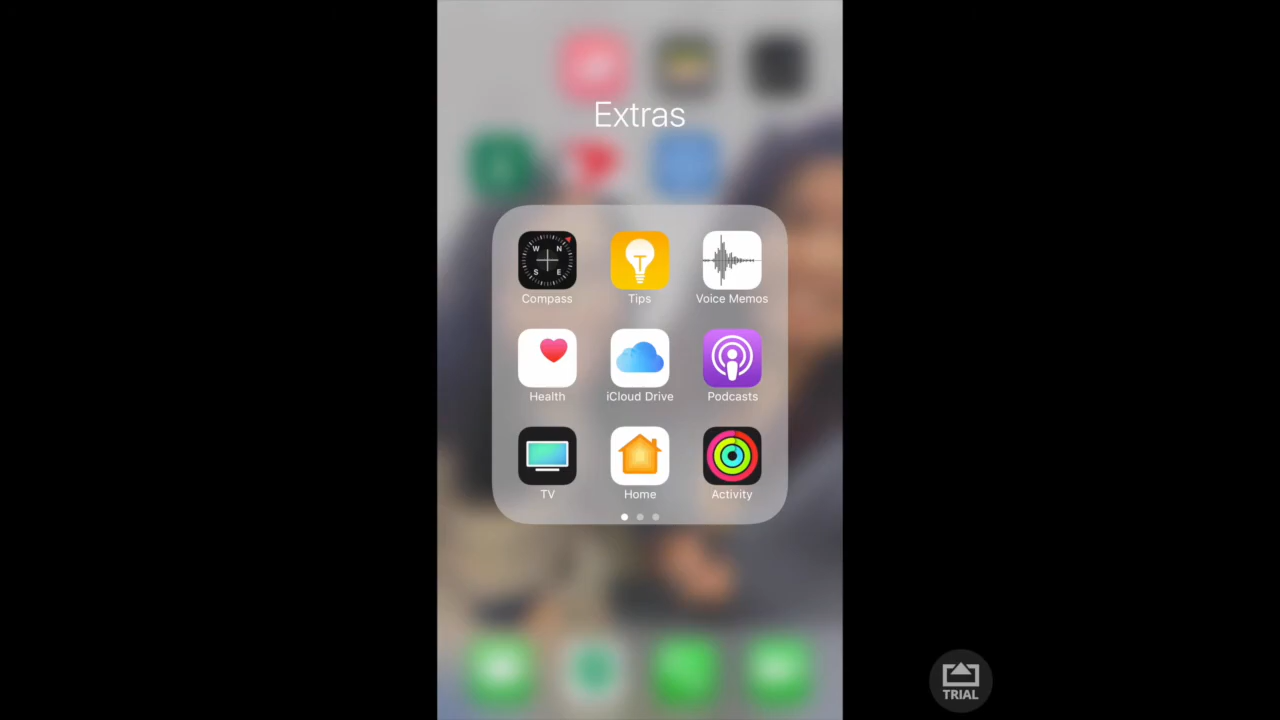 Extras
W N
S E
Compass
Tips
Voice Memos
Health
iCloud Drive
Podcasts
TV
Home
Activity
TRIAL